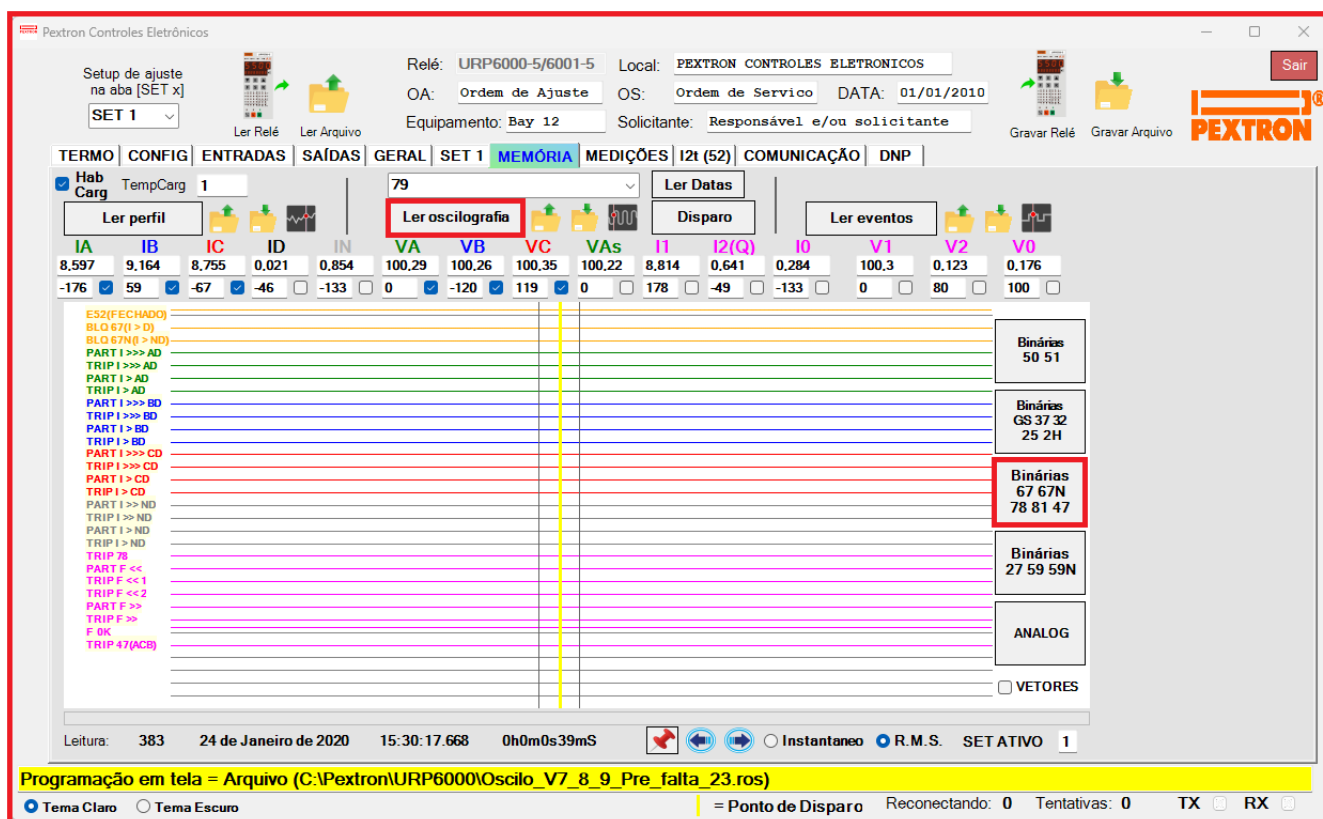 Pextron Controles Eletrônicos
Setup de ajuste
na aba [SET x]
SET 1
Ler Relé
Ler Arquivo
Relé: URP6000-5/6001-5 Local: PEXTRON CONTROLES ELETRONICOS
OA: Ordem de Ajuste OS: Ordem de Servico DATA: 01/01/2010
Equipamento: Bay 12 Solicitante: Responsável e/ou solicitante
Gravar Relé
Gravar Arquivo
Sair
PEXTRON®
TERMO CONFIG ENTRADAS SAÍDAS GERAL SET 1 MEMÓRIA MEDIÇÕES I2t (52) COMUNICAÇÃO DNP
Hab
Carg TempCarg 1 79 Ler Datas
Ler perfil Ler oscilografia Disparo Ler eventos
IA IB IC ID IN VA VB VC VAs I1 I2(Q) I0 V1 V2 V0
8,597 9,164 8,755 0,021 0,854 100,29 100,26 100,35 100,22 8,814 0,641 0,284 100,3 0,123 0,176
-176 59 -67 -46 -133 0 -120 119 0 178 -49 -133 0 80 100
E52(FECHADO)
BLQ 67(I > D)
BLQ 67N(I > ND)
PART I >>> AD
TRIP I >>> AD
PART I > AD
TRIP I > AD
PART I >>> BD
TRIP I >>> BD
PART I > BD
TRIP I > BD
PART I >>> CD
TRIP I >>> CD
PART I > CD
TRIP I > CD
PART I >> ND
TRIP I >> ND
PART I > ND
TRIP I > ND
TRIP 78
PART F <<
TRIP F << 1
TRIP F << 2
PART F >>
TRIP F >>
F OK
TRIP 47(ACB)
Binárias
50 51
Binárias
GS 37 32
25 2H
Binárias
67 67N
78 81 47
Binárias
27 59 59N
ANALOG
VETORES
Leitura: 383 24 de Janeiro de 2020 15:30:17.668 0h0m0s39mS Instantaneo R.M.S. SET ATIVO 1
Programação em tela = Arquivo (C:\Pextron\URP6000\Oscilo_V7_8_9_Pre_falta_23.ros)
Tema Claro Tema Escuro = Ponto de Disparo Reconectando: 0 Tentativas: 0 TX RX